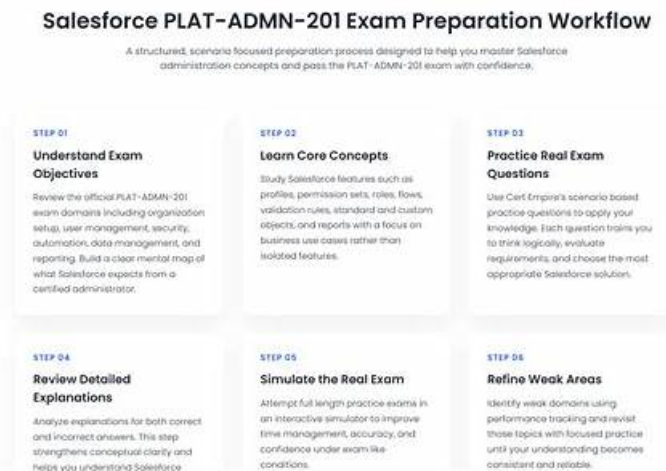 Salesforce PLAT-ADMN-201 Exam Preparation Workflow
A structured, scenario focused preparation process designed to help you master Salesforce
administration concepts and pass the PLAT-ADMN-201 exam with confidence.
STEP 01
Understand Exam
Objectives
Review the official PLAT-ADMN-201
exam domains including organization
setup, user management, security,
automation, data management, and
reporting. Build a clear mental map of
what Salesforce expects from a
certified administrator.
STEP 02
Learn Core Concepts
Study Salesforce features such as
profiles, permission sets, roles, flows,
validation rules, standard and custom
objects, and reports with a focus on
business use cases rather than
isolated features.
STEP 03
Practice Real Exam
Questions
Use Cert Empire's scenario based
practice questions to apply your
knowledge. Each question trains you
to think logically, evaluate
requirements, and choose the most
appropriate Salesforce solution.
STEP 04
Review Detailed
Explanations
Analyze explanations for both correct
and incorrect answers. This step
strengthens conceptual clarity and
helps you understand Salesforce
STEP 05
Simulate the Real Exam
Attempt full length practice exams in
an interactive simulator to improve
time management, accuracy, and
confidence under exam like
conditions.
STEP 06
Refine Weak Areas
Identify weak domains using
performance tracking and revisit
those topics with focused practice
until your understanding becomes
consistent and reliable.